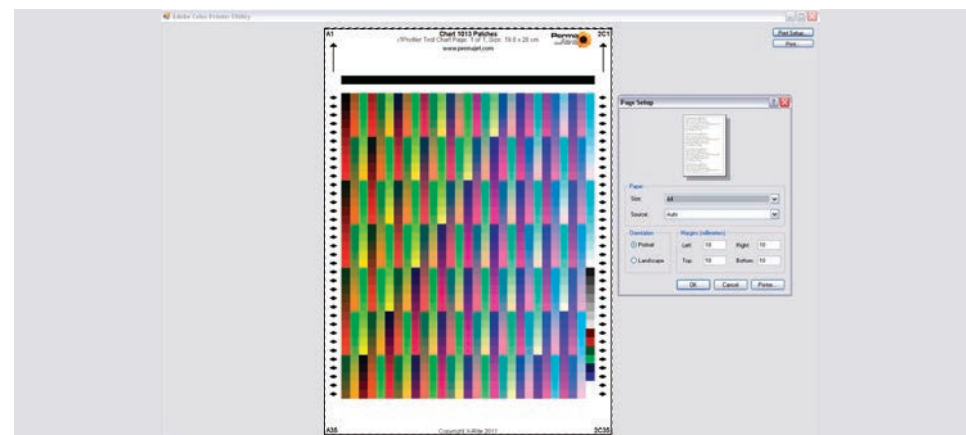 Adobe Color Printer Utility
Print Setup...
Print...
A1
Chart 1013 Patches
2C1
i1Profiler Test Chart Page 1 of 1, Size: 19.6 x 28 cm
www.permajet.com
Permajet
Page Setup
Paper
Size:
A4
Source:
Auto
Orientation
Portrait
Landscape
Margins (millimeters)
Left:
10
Right:
10
Top:
10
Bottom:
10
OK
Cancel
Printer...
A35
Copyright X-Rite 2011
2C35